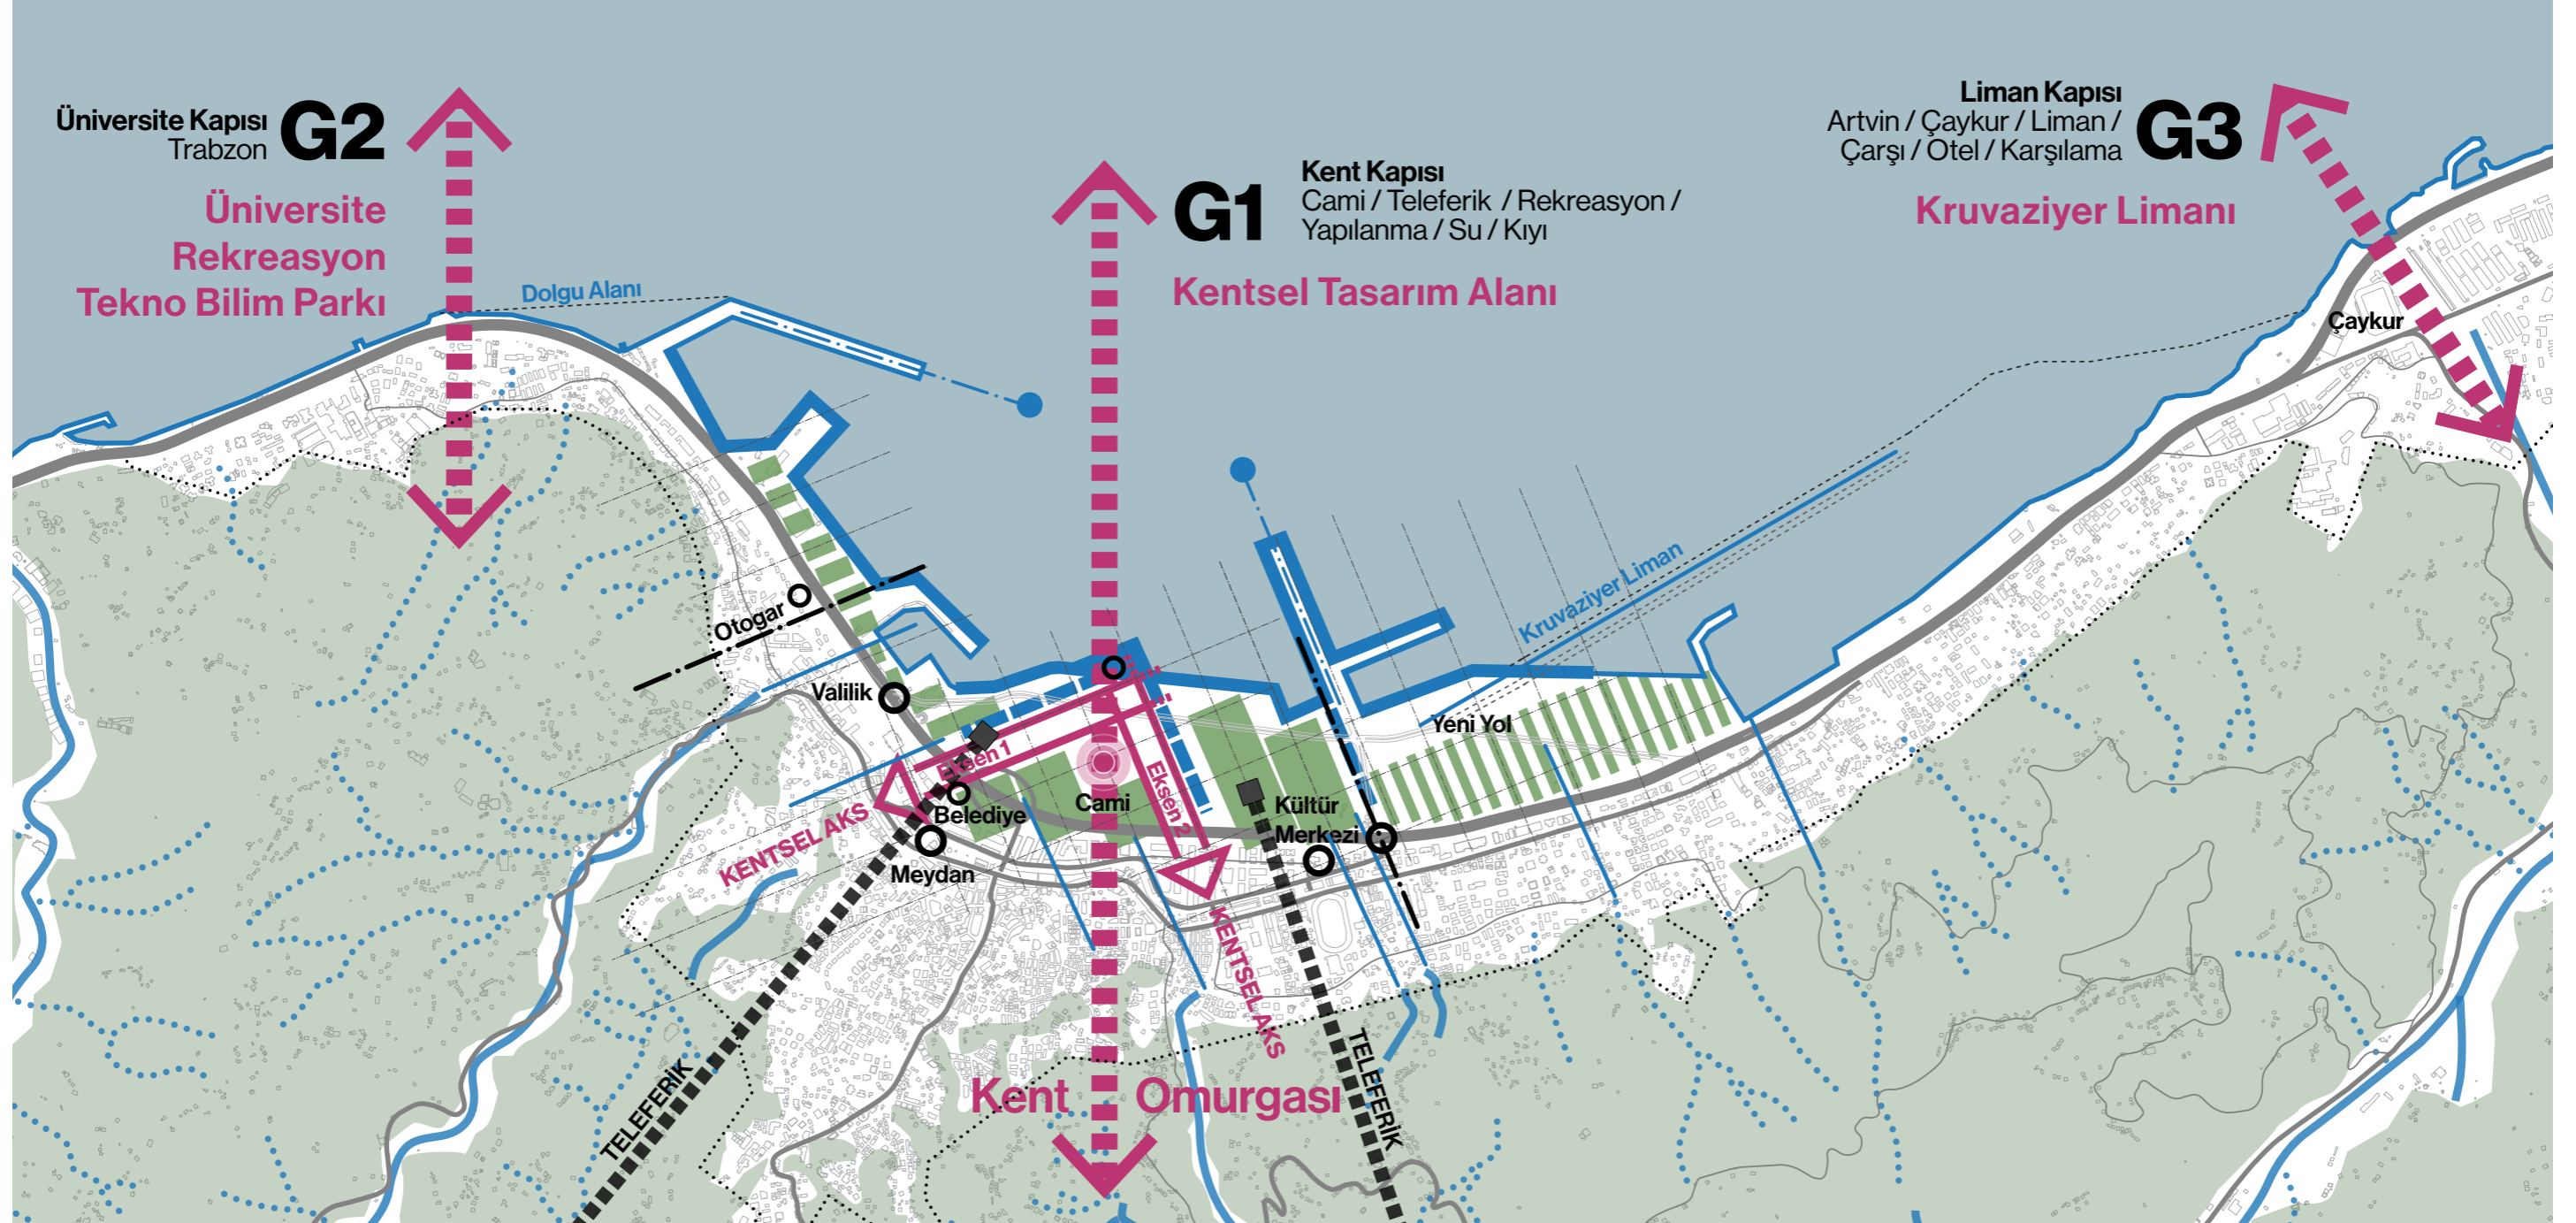 Üniversite Kapısı
Trabzon
G2
Üniversite
Rekreasyon
Tekno Bilim Parkı
G1
Kent Kapısı
Cami / Teleferik / Rekreasyon /
Yapılanma / Su / Kıyı
Kentsel Tasarım Alanı
Liman Kapısı
Artvin / Çaykur / Liman /
Çarşı / Otel / Karşılama
G3
Kruvaziyer Limanı
Dolgu Alanı
Çaykur
Kruvaziyer Liman
Otogar
Valilik
Yeni Yol
Eksen 1
Eksen 2
Cami
Belediye
Kültür
Merkezi
Meydan
KENTSEL AKS
KENTSEL AKS
TELEFERİK
TELEFERİK
Kent Omurgası